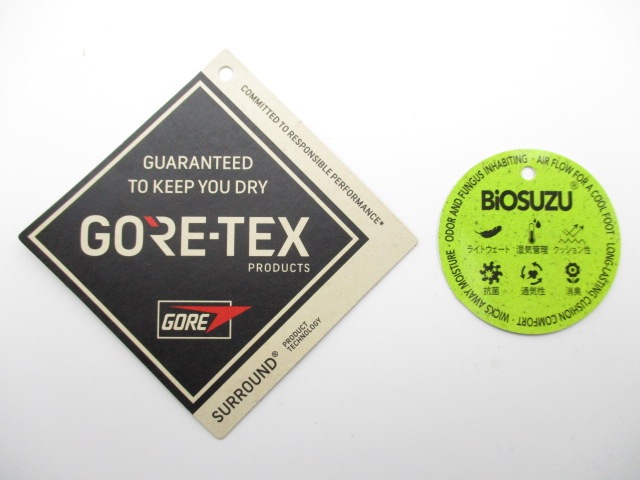 COMMITTED TO RESPONSIBLE PERFORMANCE*
GUARANTEED
TO KEEP YOU DRY
GORE-TEX
PRODUCTS
GORE
SURROUND®
PRODUCT
TECHNOLOGY
ODOR AND FUNGUS INHABITING · AIR FLOW FOR A COOL FOOT · LONG-LASTING CUSHION COMFORT · WICKS AWAY MOISTURE ·
BiOSUZU®
ライトウェード 湿気管理 クッション性
抗菌 通気性 消臭